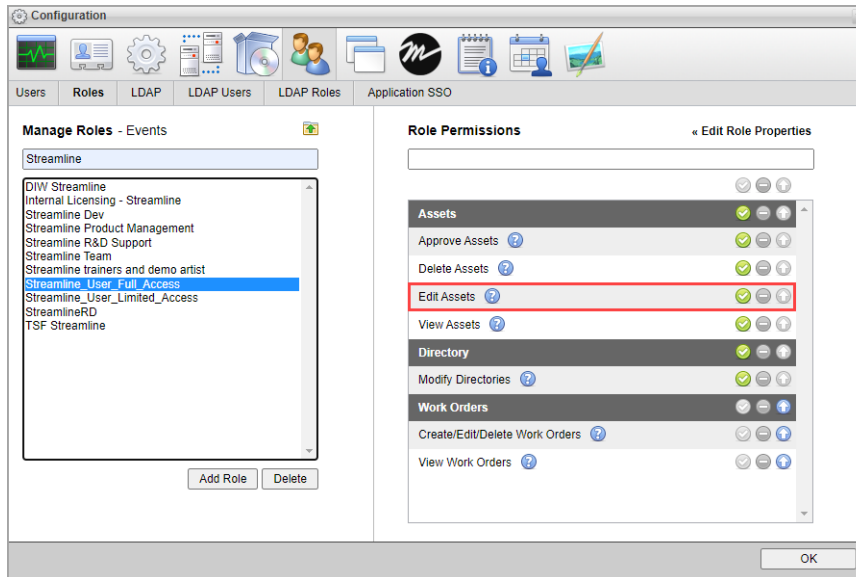 Configuration
Users Roles LDAP LDAP Users LDAP Roles Application SSO
Manage Roles - Events
Streamline
DIW Streamline
Internal Licensing - Streamline
Streamline Dev
Streamline Product Management
Streamline R&D Support
Streamline Team
Streamline trainers and demo artist
Streamline_User_Full_Access
Streamline_User_Limited_Access
StreamlineRD
TSF Streamline
Add Role Delete
Role Permissions « Edit Role Properties
Assets
Approve Assets ?
Delete Assets ?
Edit Assets ?
View Assets ?
Directory
Modify Directories ?
Work Orders
Create/Edit/Delete Work Orders ?
View Work Orders ?
OK